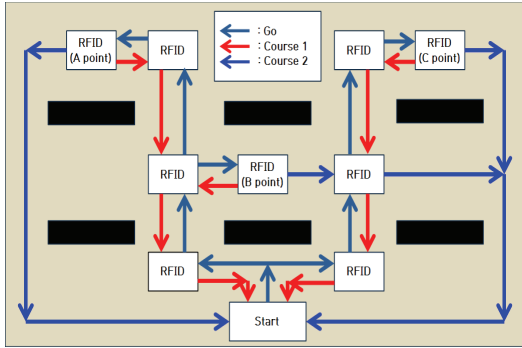 RFID
(A point)
RFID
: Go
: Course 1
: Course 2
RFID
RFID
(C point)
RFID
RFID
(B point)
RFID
RFID
RFID
Start